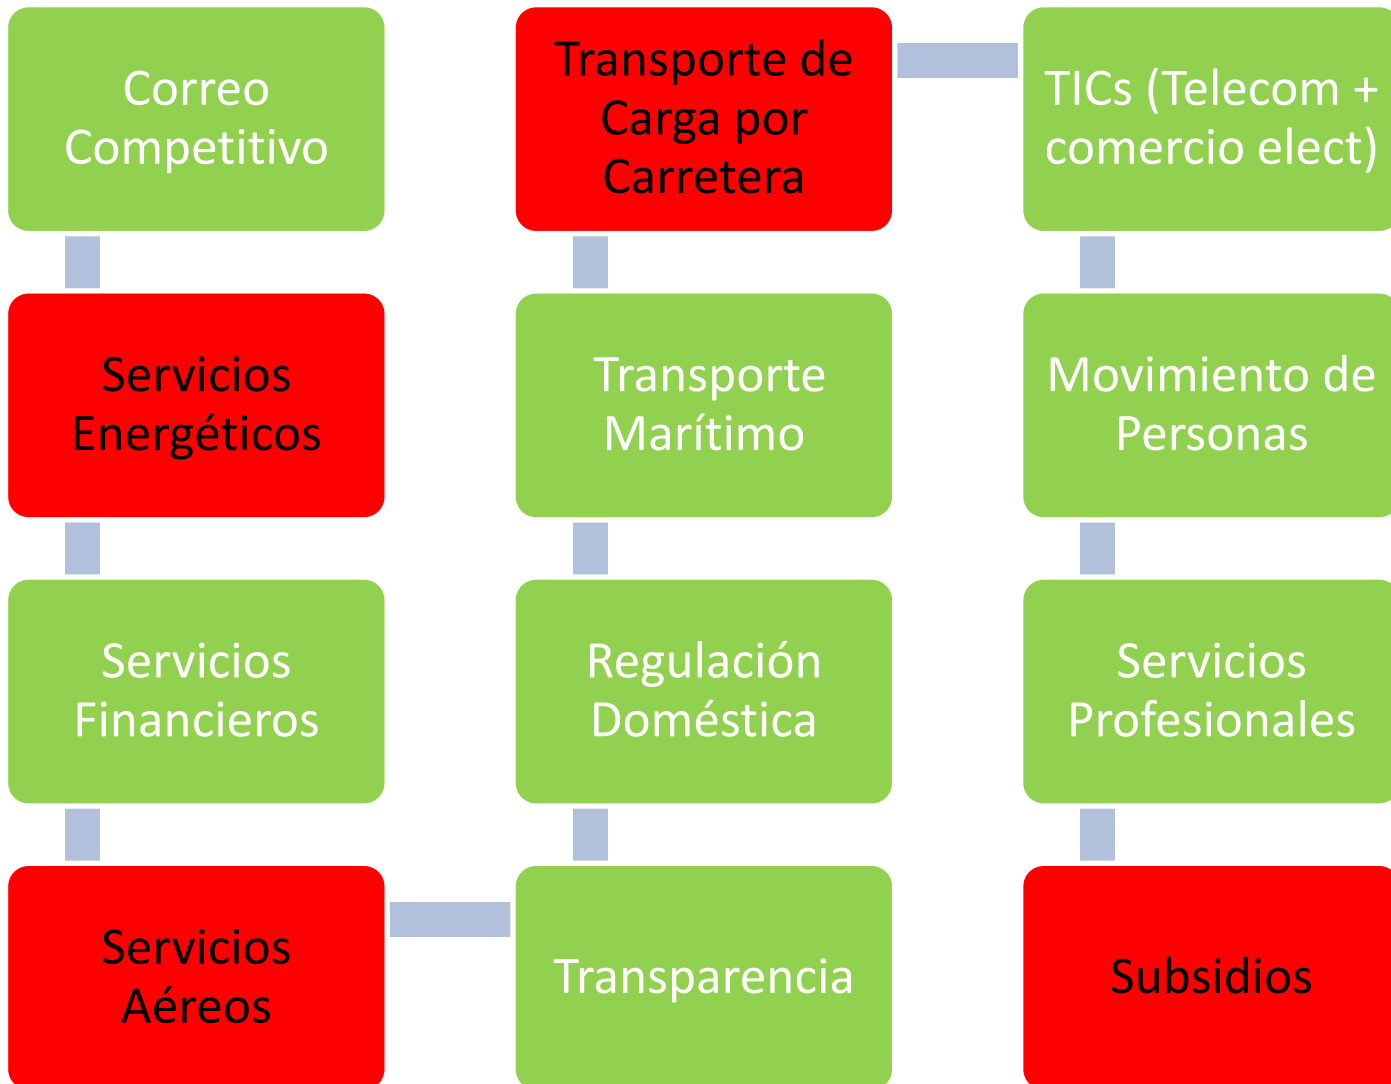 Correo
Competitivo
Servicios
Energéticos
Servicios
Financieros
Servicios
Aéreos
Transparencia
Regulación
Doméstica
Transporte
Marítimo
Transporte de
Carga por
Carretera
TICs (Telecom +
comercio elect)
Movimiento de
Personas
Servicios
Profesionales
Subsidios